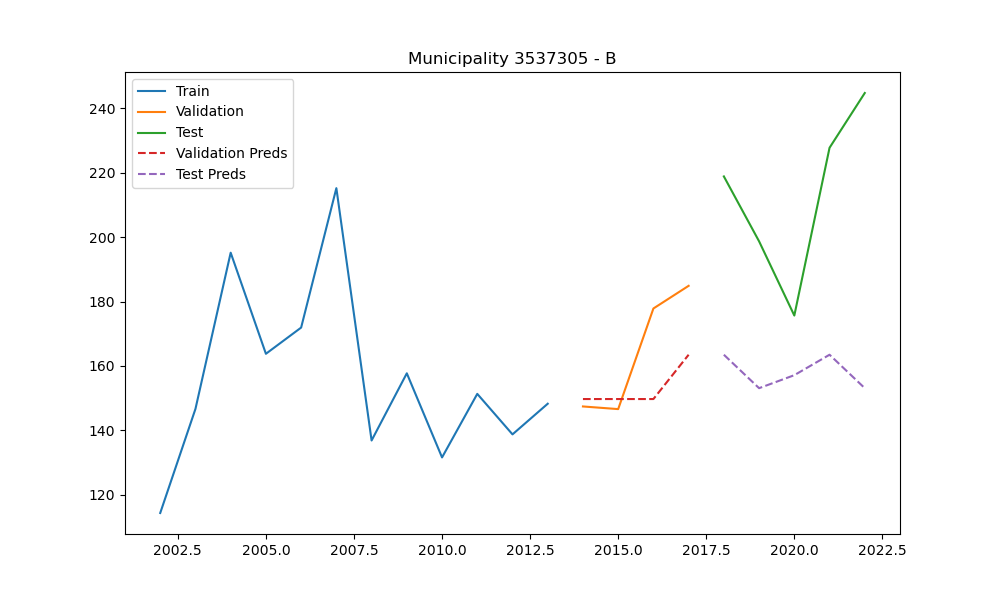 Municipality 3537305 - B
Train
Validation
Test
Validation Preds
Test Preds
240
220
200
180
160
140
120
2002.5 2005.0 2007.5 2010.0 2012.5 2015.0 2017.5 2020.0 2022.5